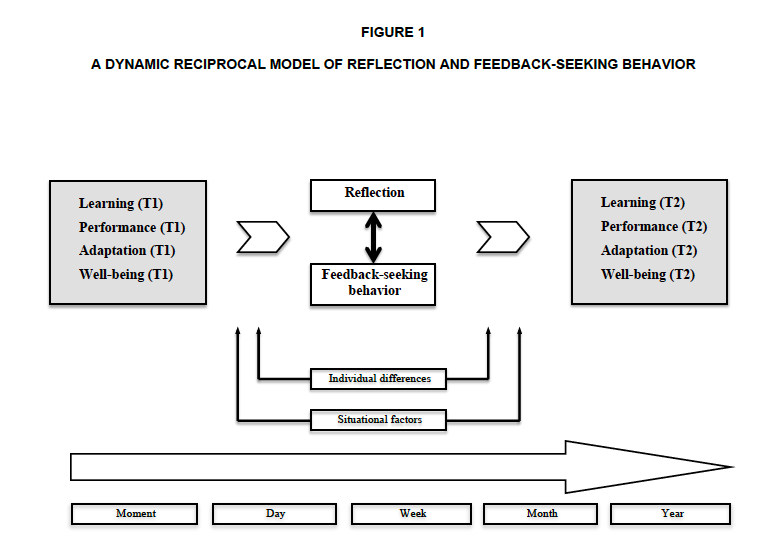 FIGURE 1
A DYNAMIC RECIPROCAL MODEL OF REFLECTION AND FEEDBACK-SEEKING BEHAVIOR
Learning (T1)
Performance (T1)
Adaptation (T1)
Well-being (T1)
Reflection
Feedback-seeking
behavior
Learning (T2)
Performance (T2)
Adaptation (T2)
Well-being (T2)
Individual differences
Situational factors
Moment
Day
Week
Month
Year